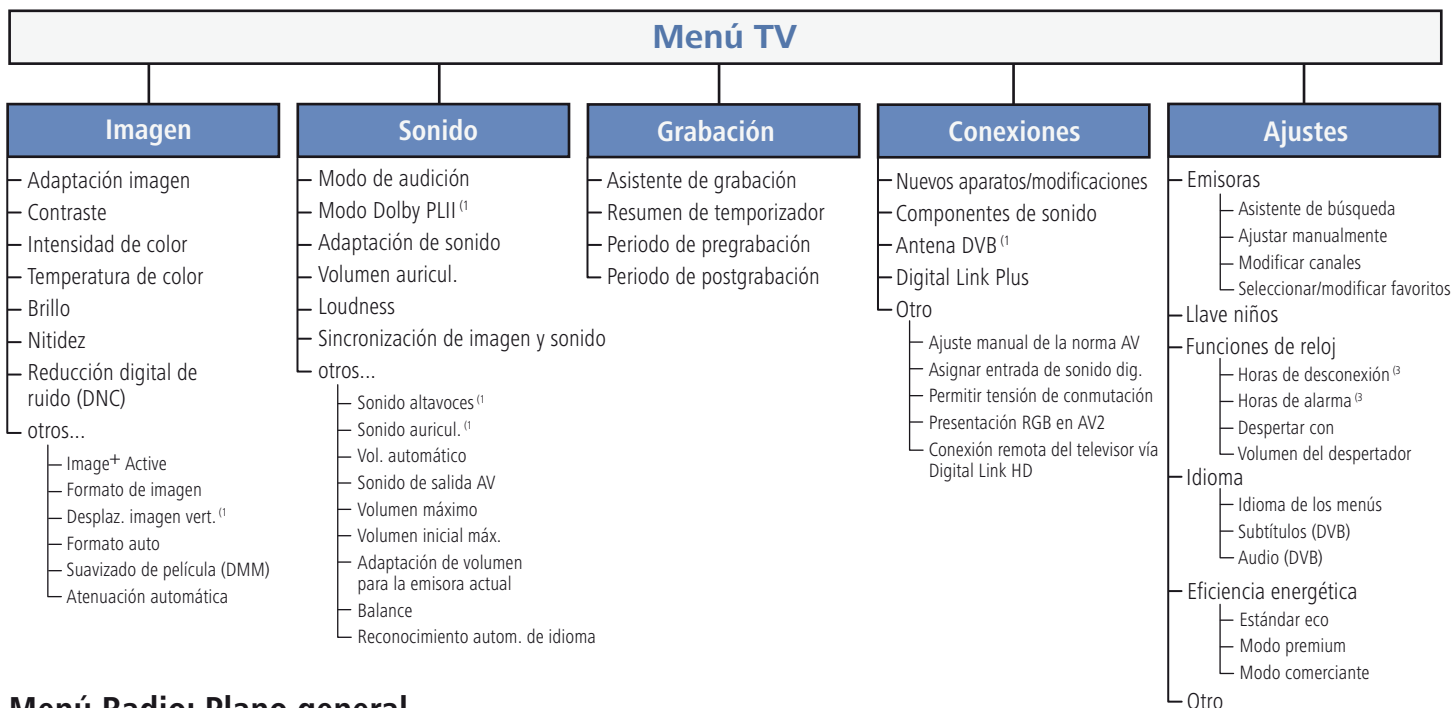 Menú TV
Imagen
Adaptación imagen
Contraste
Intensidad de color
Temperatura de color
Brillo
Nitidez
Reducción digital de
ruido (DNC)
otros...
Image+ Active
Formato de imagen
Desplaz. imagen vert. (1
Formato auto
Suavizado de película (DMM)
Atenuación automática
Sonido
Modo de audición
Modo Dolby PLII (1
Adaptación de sonido
Volumen auricul.
Loudness
Sincronización de imagen y sonido
otros...
Sonido altavoces (1
Sonido auricul. (1
Vol. automático
Sonido de salida AV
Volumen máximo
Volumen inicial máx.
Adaptación de volumen
para la emisora actual
Balance
Reconocimiento autom. de idioma
Grabación
Asistente de grabación
Resumen de temporizador
Periodo de pregrabación
Periodo de postgrabación
Conexiones
Nuevos aparatos/modificaciones
Componentes de sonido
Antena DVB (1
Digital Link Plus
Otro
Ajuste manual de la norma AV
Asignar entrada de sonido dig.
Permitir tensión de conmutación
Presentación RGB en AV2
Conexión remota del televisor vía
Digital Link HD
Ajustes
Emisoras
Asistente de búsqueda
Ajustar manualmente
Modificar canales
Seleccionar/modificar favoritos
Llave niños
Funciones de reloj
Horas de desconexión (3
Horas de alarma (3
Despertar con
Volumen del despertador
Idioma
Idioma de los menús
Subtítulos (DVB)
Audio (DVB)
Eficiencia energética
Estándar eco
Modo premium
Modo comerciante
Otro
Menú Radio: Plano general